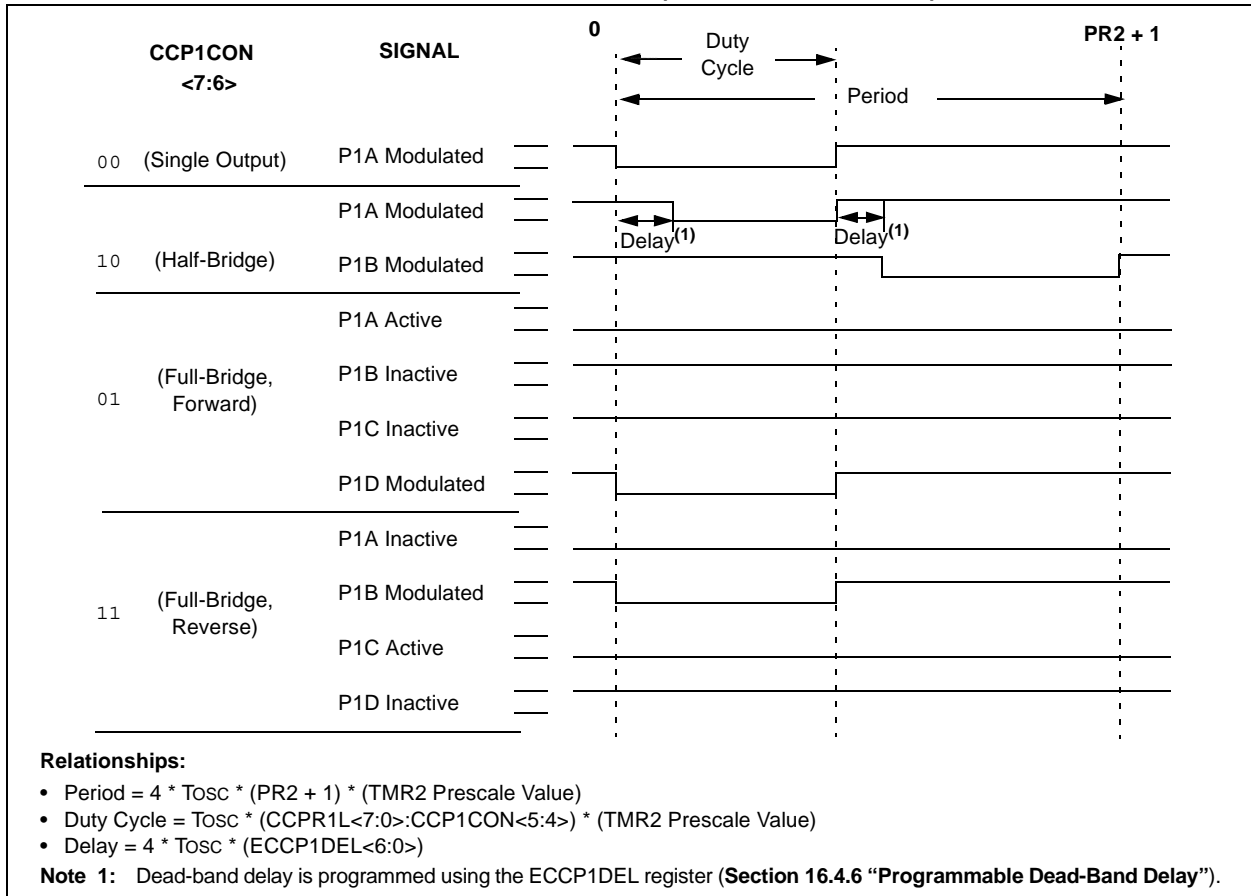 0
PR2 + 1
CCP1CON
<7:6>
SIGNAL
Duty
Cycle
Period
00 (Single Output) P1A Modulated
P1A Modulated
Delay(1) Delay(1)
10 (Half-Bridge) P1B Modulated
P1A Active
01 (Full-Bridge,
Forward)
P1B Inactive
P1C Inactive
P1D Modulated
P1A Inactive
11 (Full-Bridge,
Reverse)
P1B Modulated
P1C Active
P1D Inactive
Relationships:
• Period = 4 * TOSC * (PR2 + 1) * (TMR2 Prescale Value)
• Duty Cycle = TOSC * (CCPR1L<7:0>:CCP1CON<5:4>) * (TMR2 Prescale Value)
• Delay = 4 * TOSC * (ECCP1DEL<6:0>)
Note 1: Dead-band delay is programmed using the ECCP1DEL register (Section 16.4.6 “Programmable Dead-Band Delay”).